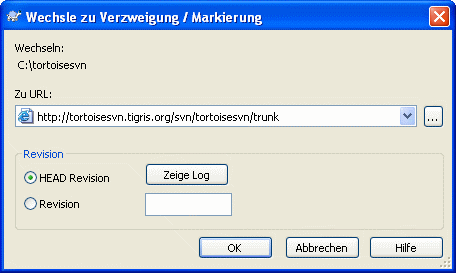 Wechsle zu Verzweigung / Markierung
Wechseln:
C:\tortoisesvn
Zu URL:
http://tortoisesvn.tigris.org/svn/tortoisesvn/trunk
...
Revision
HEAD Revision
Zeige Log
Revision
OK
Abbrechen
Hilfe